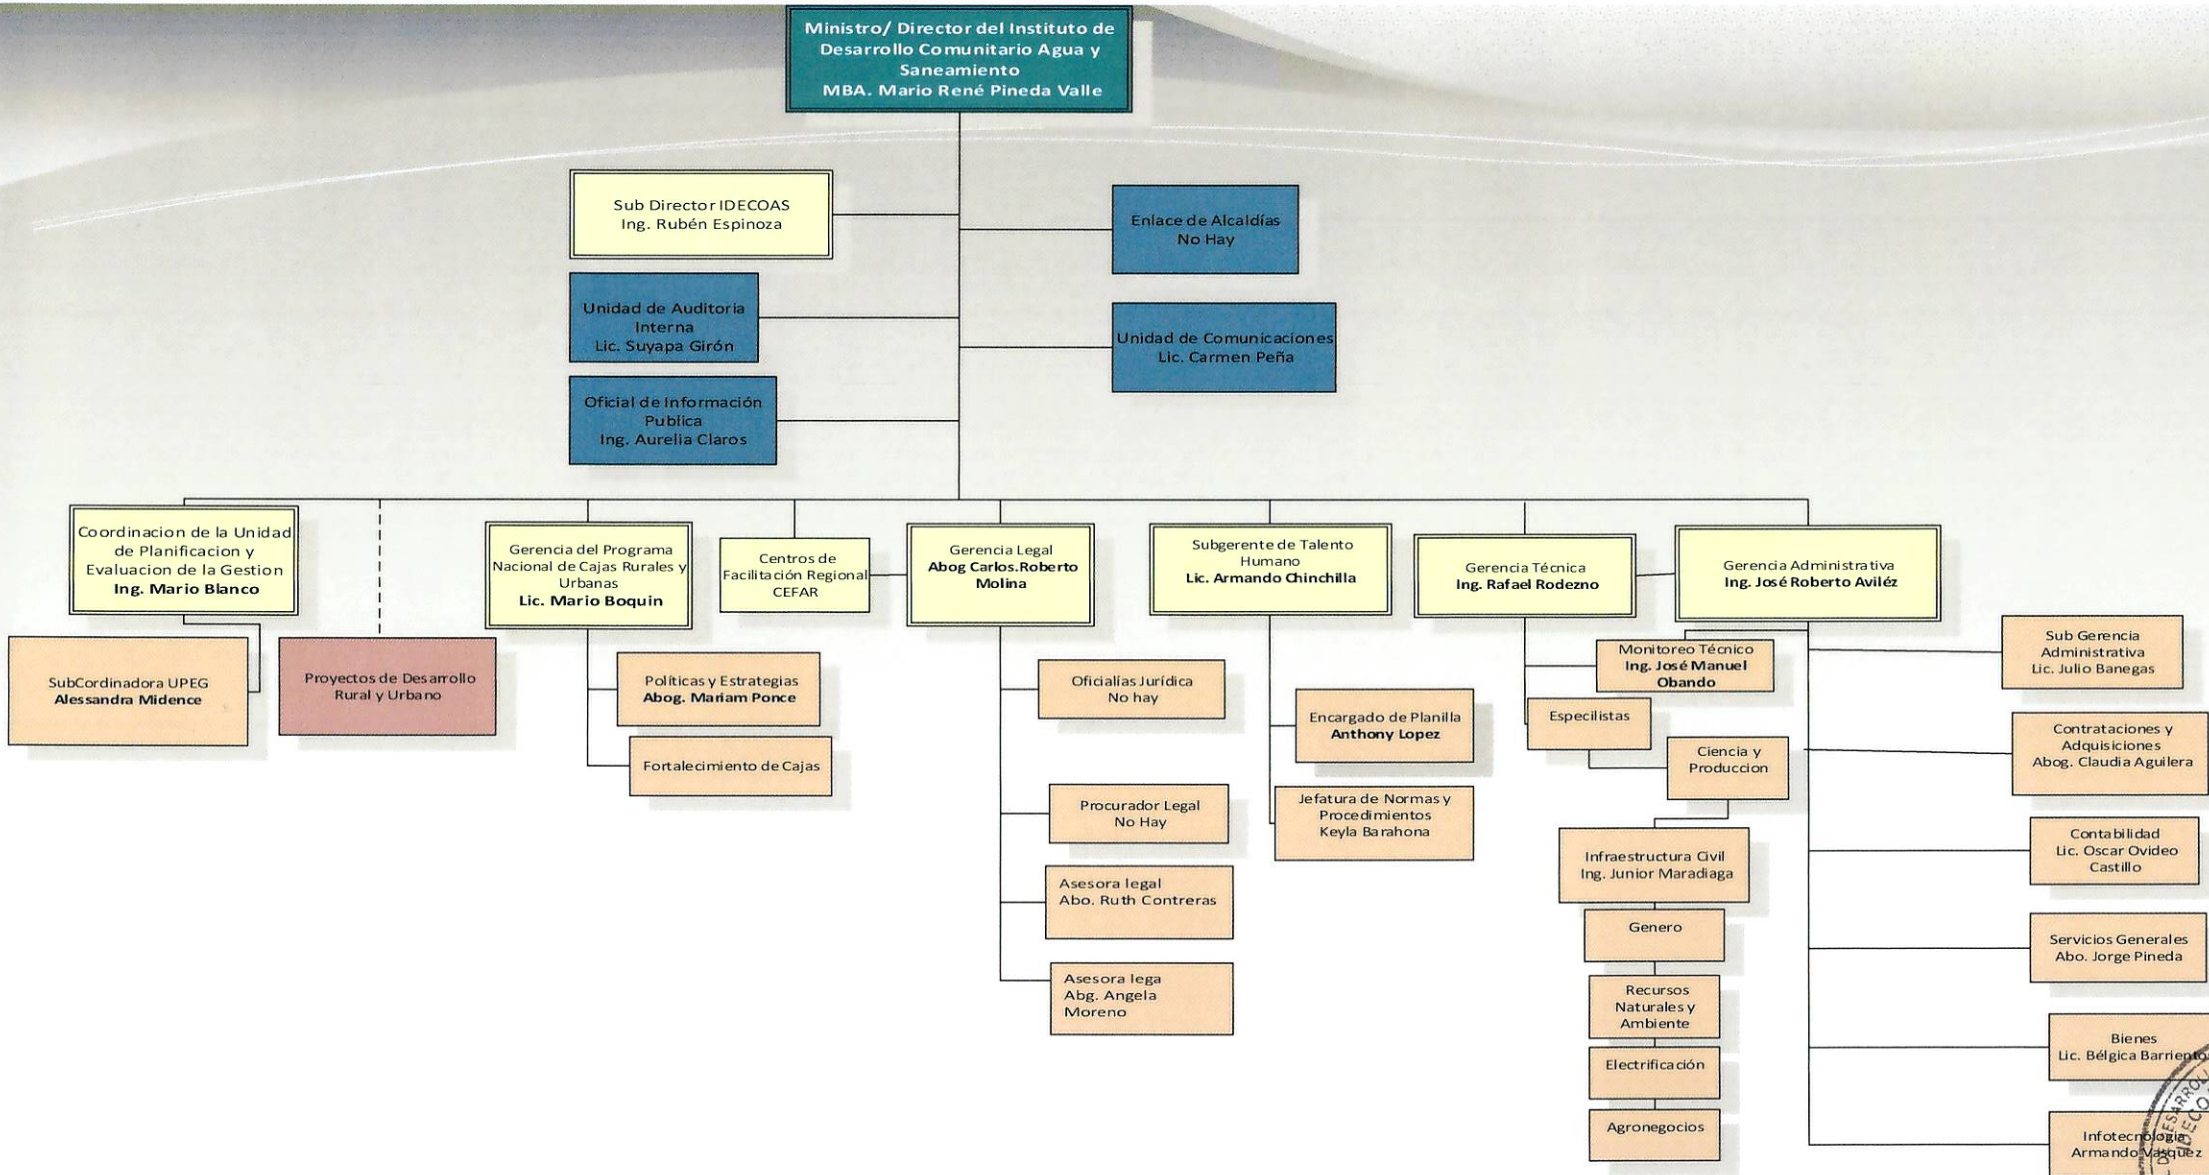 Ministro/ Director del Instituto de
Desarrollo Comunitario Agua y
Saneamiento
MBA. Mario René Pineda Valle
Sub Director IDECOAS
Ing. Rubén Espinoza
Enlace de Alcaldías
No Hay
Unidad de Auditoria
Interna
Lic. Suyapa Girón
Unidad de Comunicaciones
Lic. Carmen Peña
Oficial de Información
Publica
Ing. Aurelia Claros
Coordinacion de la Unidad
de Planificacion y
Evaluacion de la Gestion
Ing. Mario Blanco
SubCordinadora UPEG
Alessandra Midence
Proyectos de Desarrollo
Rural y Urbano
Gerencia del Programa
Nacional de Cajas Rurales y
Urbanas
Lic. Mario Boquin
Políticas y Estrategias
Abog. Mariam Ponce
Fortalecimiento de Cajas
Centros de
Facilitación Regional
CEFAR
Gerencia Legal
Abog Carlos.Roberto
Molina
Oficialías Jurídica
No hay
Procurador Legal
No Hay
Asesora legal
Abo. Ruth Contreras
Asesora lega
Abg. Angela
Moreno
Subgerente de Talento
Humano
Lic. Armando Chinchilla
Encargado de Planilla
Anthony Lopez
Jefatura de Normas y
Procedimientos
Keyla Barahona
Gerencia Técnica
Ing. Rafael Rodezno
Monitoreo Técnico
Ing. José Manuel
Obando
Especilistas
Ciencia y
Produccion
Infraestructura Civil
Ing. Junior Maradiaga
Genero
Recursos
Naturales y
Ambiente
Electrificación
Agronegocios
Gerencia Administrativa
Ing. José Roberto Aviléz
Sub Gerencia
Administrativa
Lic. Julio Banegas
Contrataciones y
Adquisiciones
Abog. Claudia Aguilera
Contabilidad
Lic. Oscar Ovideo
Castillo
Servicios Generales
Abo. Jorge Pineda
Bienes
Lic. Bélgica Barriento
Infotecnología
Armando Vasquez